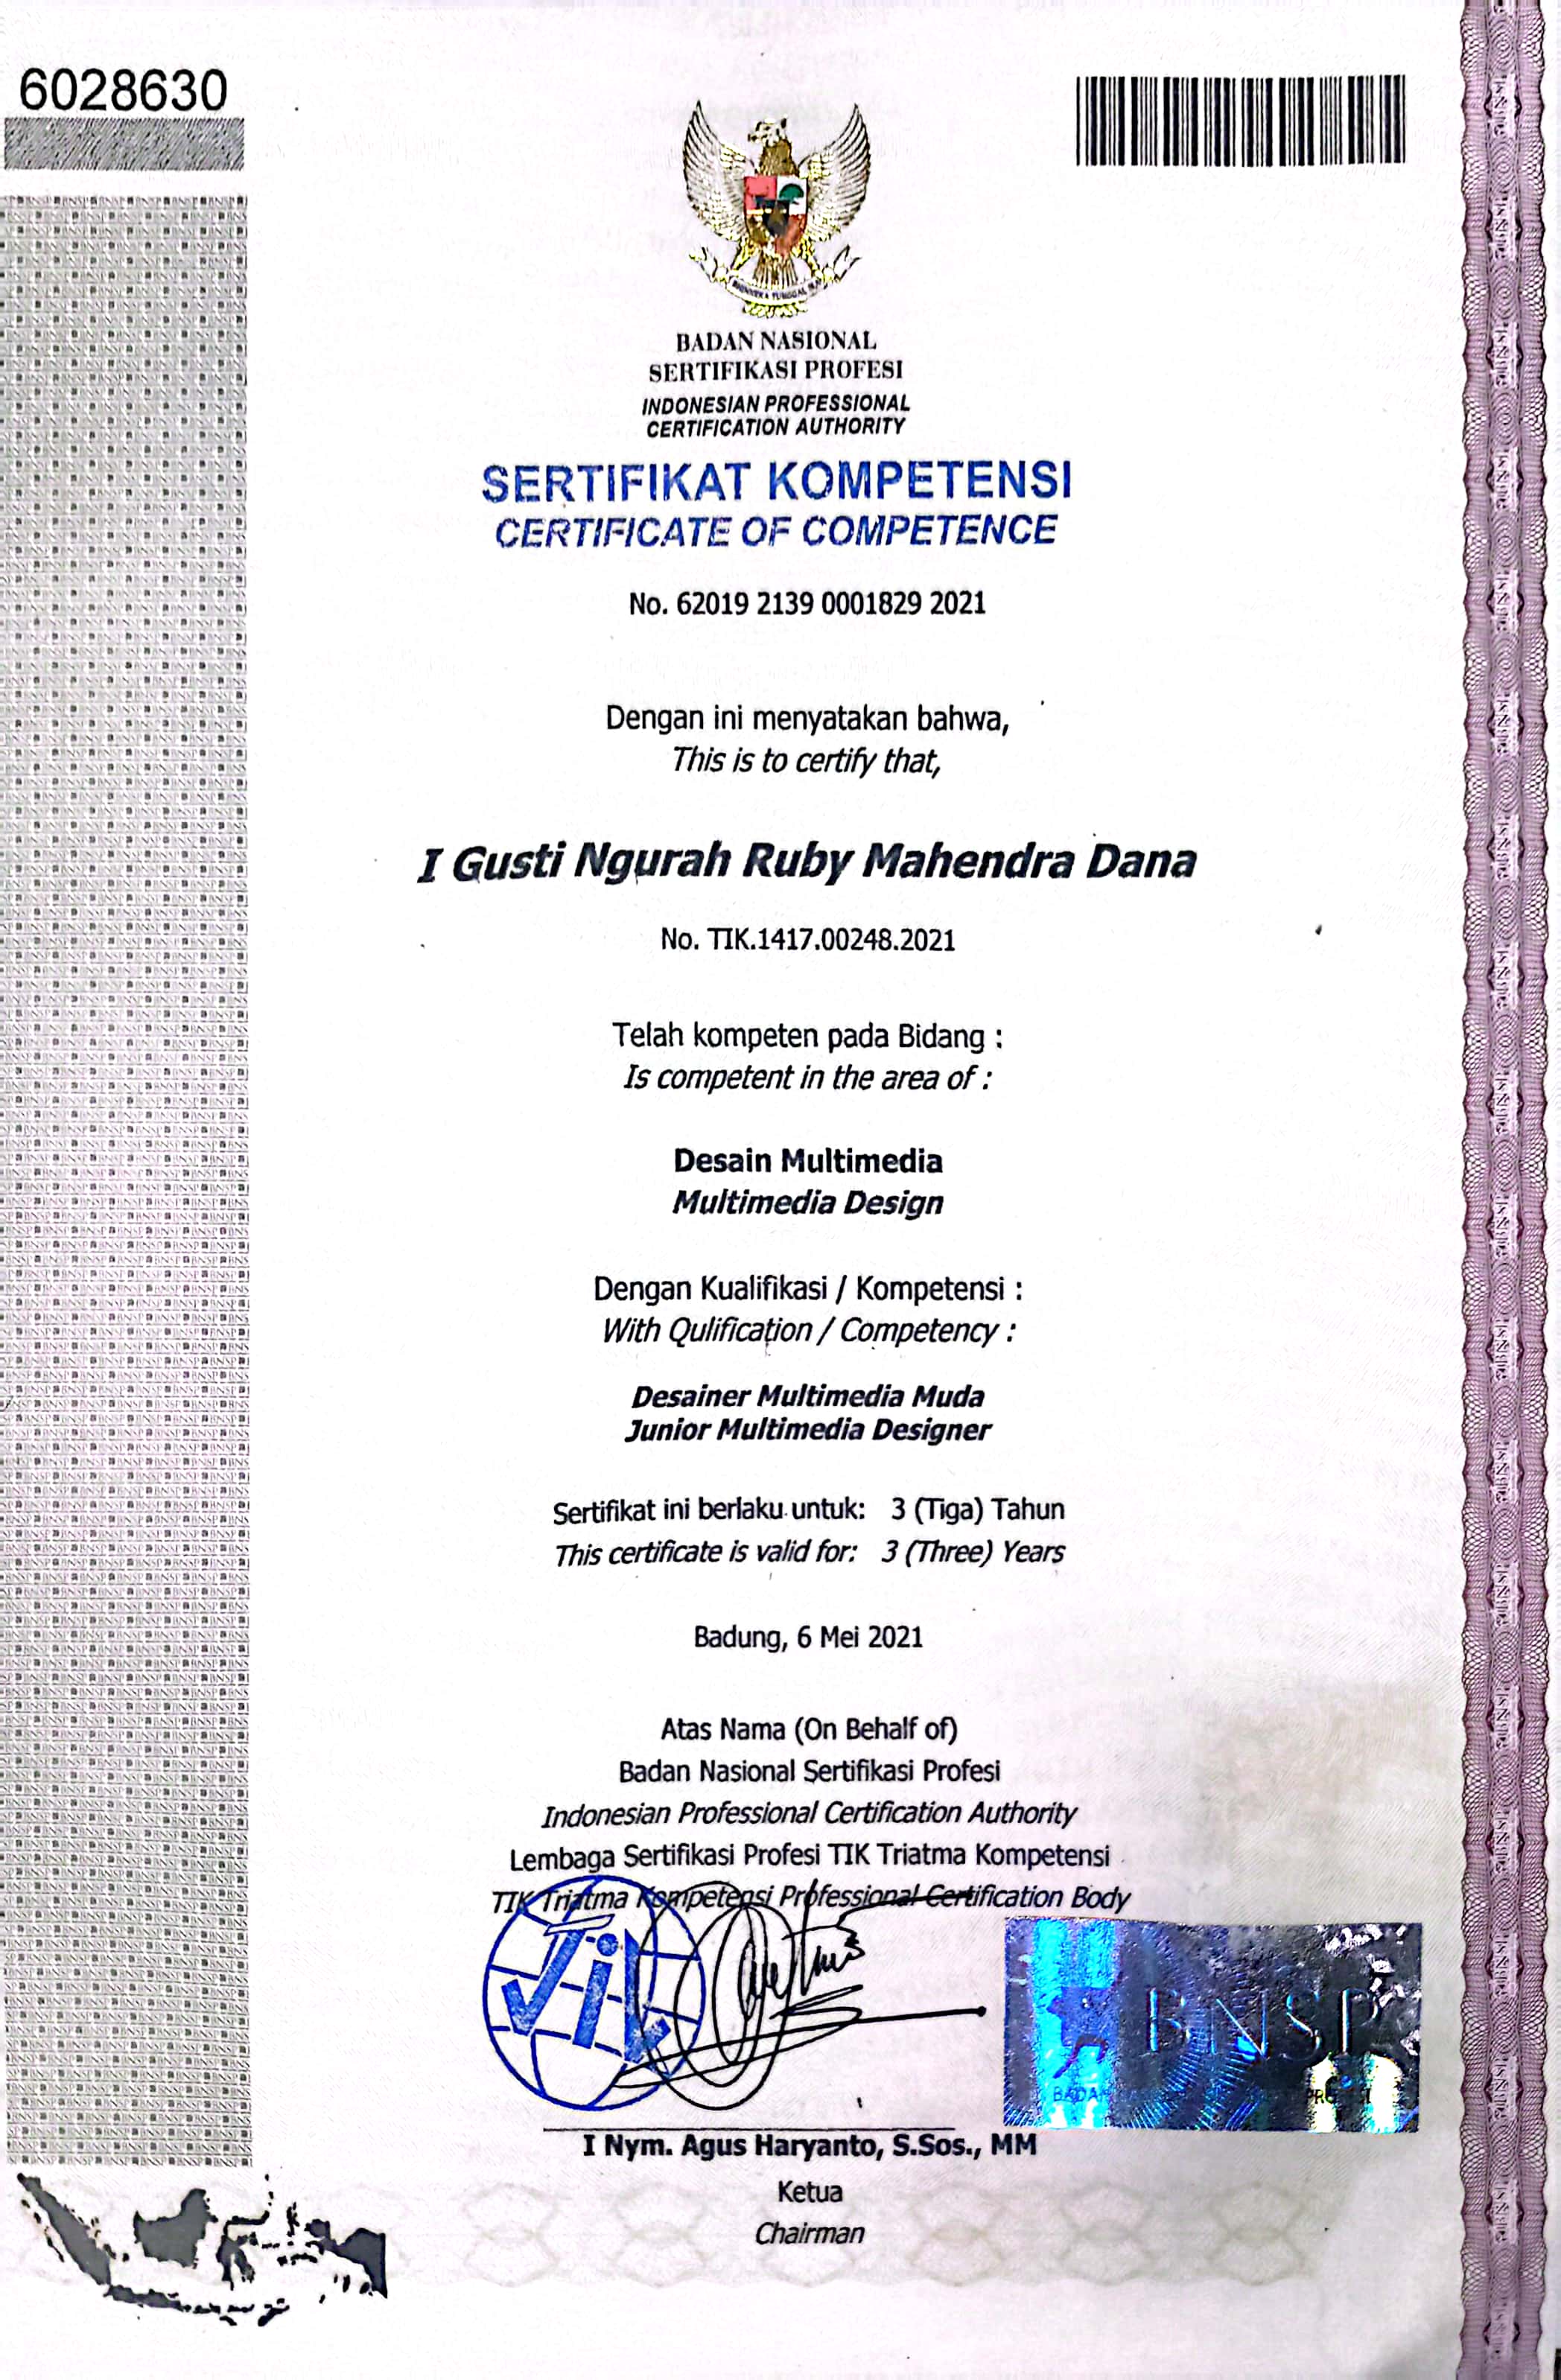 6028630
BHINNEKA TUNGGAL IKA
BADAN NASIONAL
SERTIFIKASI PROFESI
INDONESIAN PROFESSIONAL
CERTIFICATION AUTHORITY
SERTIFIKAT KOMPETENSI
CERTIFICATE OF COMPETENCE
No. 62019 2139 0001829 2021
Dengan ini menyatakan bahwa,
This is to certify that,
I Gusti Ngurah Ruby Mahendra Dana
No. TIK.1417.00248.2021
Telah kompeten pada Bidang :
Is competent in the area of :
Desain Multimedia
Multimedia Design
Dengan Kualifikasi / Kompetensi :
With Qulification / Competency :
Desainer Multimedia Muda
Junior Multimedia Designer
Sertifikat ini berlaku untuk: 3 (Tiga) Tahun
This certificate is valid for: 3 (Three) Years
Badung, 6 Mei 2021
Atas Nama (On Behalf of)
Badan Nasional Sertifikasi Profesi
Indonesian Professional Certification Authority
Lembaga Sertifikasi Profesi TIK Triatma Kompetensi
TIK Triatma Kompetensi Professional Certification Body
BNSP
I Nym. Agus Haryanto, S.Sos., MM
Ketua
Chairman